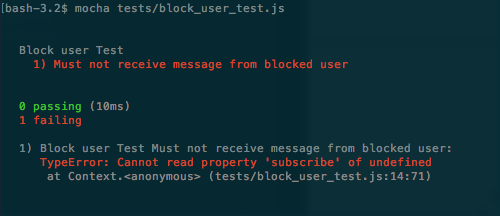 [bash-3.2$ mocha tests/block_user_test.js
Block user Test
1) Must not receive message from blocked user
0 passing (10ms)
1 failing
1) Block user Test Must not receive message from blocked user:
TypeError: Cannot read property 'subscribe' of undefined
at Context.<anonymous> (tests/block_user_test.js:14:71)